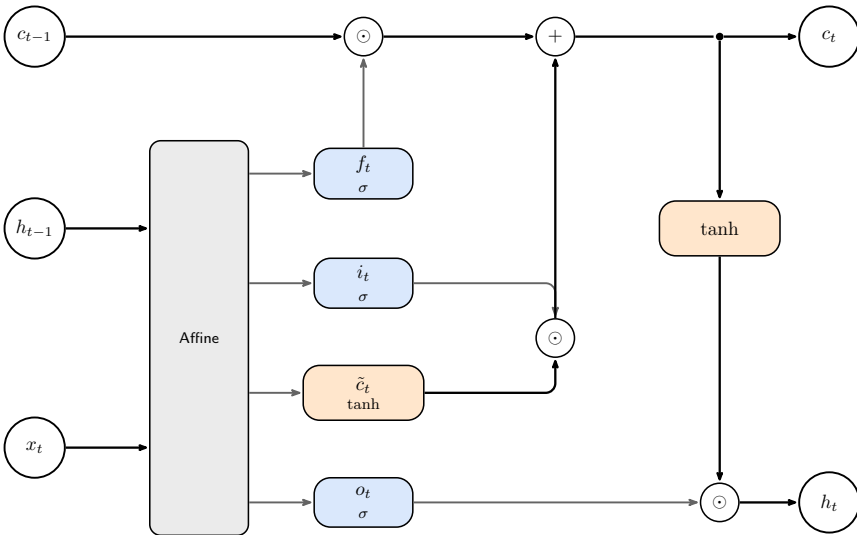 c_{t−1}
⊙
+
c_t
f_t
σ
h_{t−1}
tanh
i_t
σ
Affine
⊙
c̃_t
tanh
x_t
o_t
σ
⊙
h_t